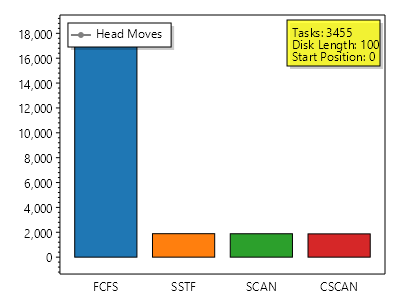 18,000
16,000
14,000
12,000
10,000
8,000
6,000
4,000
2,000
0
Head Moves
Tasks: 3455
Disk Length: 100
Start Position: 0
FCFS SSTF SCAN CSCAN